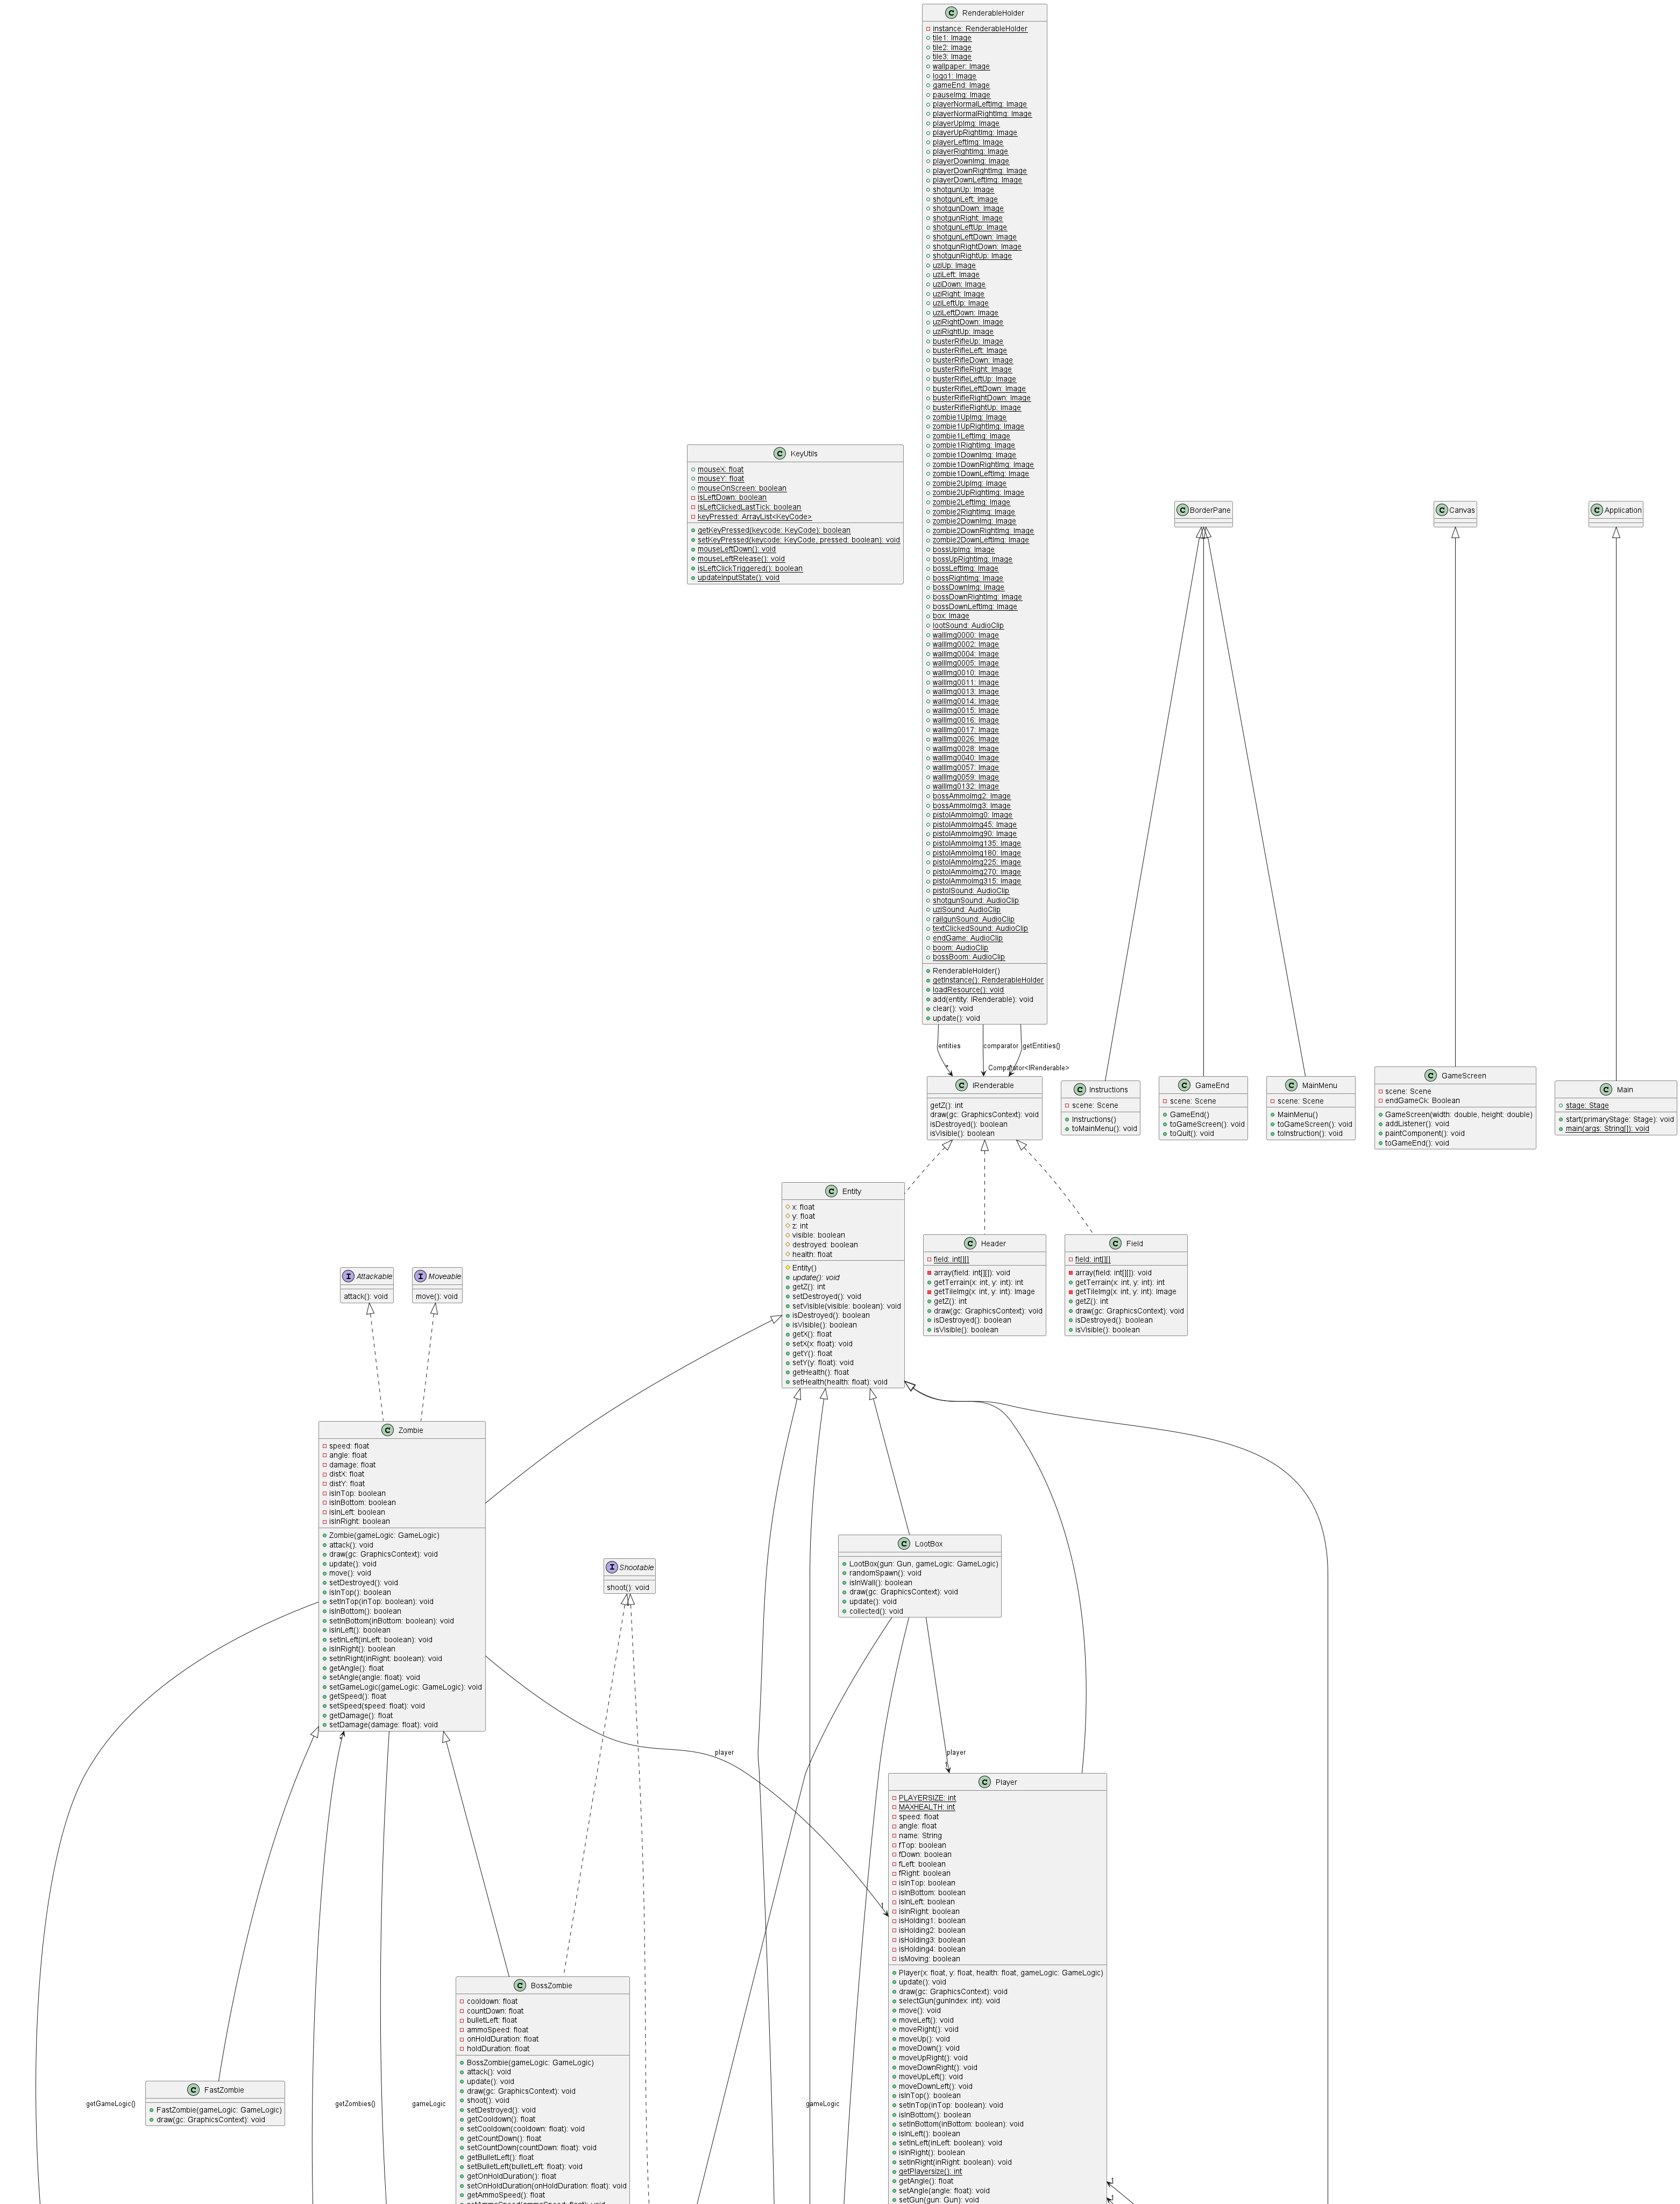 RenderableHolder
instance: RenderableHolder
tile1: Image
tile2: Image
tile3: Image
wallpaper: Image
logo1: Image
gameEnd: Image
pauseImg: Image
playerNormalLeftImg: Image
playerNormalRightImg: Image
playerUpImg: Image
playerUpRightImg: Image
playerLeftImg: Image
playerRightImg: Image
playerDownImg: Image
playerDownRightImg: Image
playerDownLeftImg: Image
shotgunUp: Image
shotgunLeft: Image
shotgunDown: Image
shotgunRight: Image
shotgunLeftUp: Image
shotgunLeftDown: Image
shotgunRightDown: Image
shotgunRightUp: Image
uziUp: Image
uziLeft: Image
uziDown: Image
uziRight: Image
uziLeftUp: Image
uziLeftDown: Image
uziRightDown: Image
uziRightUp: Image
busterRifleUp: Image
busterRifleLeft: Image
busterRifleDown: Image
busterRifleRight: Image
busterRifleLeftUp: Image
busterRifleLeftDown: Image
busterRifleRightDown: Image
busterRifleRightUp: Image
zombie1UpImg: Image
zombie1UpRightImg: Image
zombie1LeftImg: Image
zombie1RightImg: Image
zombie1DownImg: Image
zombie1DownRightImg: Image
zombie1DownLeftImg: Image
zombie2UpImg: Image
zombie2UpRightImg: Image
zombie2LeftImg: Image
zombie2RightImg: Image
zombie2DownImg: Image
zombie2DownRightImg: Image
zombie2DownLeftImg: Image
bossUpImg: Image
bossUpRightImg: Image
bossLeftImg: Image
bossRightImg: Image
bossDownImg: Image
bossDownRightImg: Image
bossDownLeftImg: Image
box: Image
lootSound: AudioClip
wallImg0000: Image
wallImg0002: Image
wallImg0004: Image
wallImg0005: Image
wallImg0010: Image
wallImg0011: Image
wallImg0013: Image
wallImg0014: Image
wallImg0015: Image
wallImg0016: Image
wallImg0017: Image
wallImg0026: Image
wallImg0028: Image
wallImg0040: Image
wallImg0057: Image
wallImg0059: Image
wallImg0132: Image
bossAmmoImg2: Image
bossAmmoImg3: Image
pistolAmmoImg0: Image
pistolAmmoImg45: Image
pistolAmmoImg90: Image
pistolAmmoImg135: Image
pistolAmmoImg180: Image
pistolAmmoImg225: Image
pistolAmmoImg270: Image
pistolAmmoImg315: Image
pistolSound: AudioClip
shotgunSound: AudioClip
uziSound: AudioClip
railgunSound: AudioClip
textClickedSound: AudioClip
endGame: AudioClip
boom: AudioClip
bossBoom: AudioClip
RenderableHolder()
getInstance(): RenderableHolder
loadResource(): void
add(entity: IRenderable): void
clear(): void
update(): void
KeyUtils
mouseX: float
mouseY: float
mouseOnScreen: boolean
isLeftDown: boolean
isLeftClickedLastTick: boolean
keyPressed: ArrayList<KeyCode>
getKeyPressed(keycode: KeyCode): boolean
setKeyPressed(keycode: KeyCode, pressed: boolean): void
mouseLeftDown(): void
mouseLeftRelease(): void
isLeftClickTriggered(): boolean
updateInputState(): void
BorderPane
Canvas
Application
entities
comparator
getEntities()
*
Comparator<IRenderable>
IRenderable
getZ(): int
draw(gc: GraphicsContext): void
isDestroyed(): boolean
isVisible(): boolean
Instructions
scene: Scene
Instructions()
toMainMenu(): void
GameEnd
scene: Scene
GameEnd()
toGameScreen(): void
toQuit(): void
MainMenu
scene: Scene
MainMenu()
toGameScreen(): void
toInstruction(): void
GameScreen
scene: Scene
endGameCk: Boolean
GameScreen(width: double, height: double)
addListener(): void
paintComponent(): void
toGameEnd(): void
Main
stage: Stage
start(primaryStage: Stage): void
main(args: String[]): void
Entity
x: float
y: float
z: int
visible: boolean
destroyed: boolean
health: float
Entity()
update(): void
getZ(): int
setDestroyed(): void
setVisible(visible: boolean): void
isDestroyed(): boolean
isVisible(): boolean
getX(): float
setX(x: float): void
getY(): float
setY(y: float): void
getHealth(): float
setHealth(health: float): void
Header
field: int[][]
array(field: int[][]): void
getTerrain(x: int, y: int): int
getTileImg(x: int, y: int): Image
getZ(): int
draw(gc: GraphicsContext): void
isDestroyed(): boolean
isVisible(): boolean
Field
field: int[][]
array(field: int[][]): void
getTerrain(x: int, y: int): int
getTileImg(x: int, y: int): Image
getZ(): int
draw(gc: GraphicsContext): void
isDestroyed(): boolean
isVisible(): boolean
Attackable
attack(): void
Moveable
move(): void
Zombie
speed: float
angle: float
damage: float
distX: float
distY: float
isInTop: boolean
isInBottom: boolean
isInLeft: boolean
isInRight: boolean
Zombie(gameLogic: GameLogic)
attack(): void
draw(gc: GraphicsContext): void
update(): void
move(): void
setDestroyed(): void
isInTop(): boolean
setInTop(inTop: boolean): void
isInBottom(): boolean
setInBottom(inBottom: boolean): void
isInLeft(): boolean
setInLeft(inLeft: boolean): void
isInRight(): boolean
setInRight(inRight: boolean): void
getAngle(): float
setAngle(angle: float): void
setGameLogic(gameLogic: GameLogic): void
getSpeed(): float
setSpeed(speed: float): void
getDamage(): float
setDamage(damage: float): void
Shootable
shoot(): void
LootBox
LootBox(gun: Gun, gameLogic: GameLogic)
randomSpawn(): void
isInWall(): boolean
draw(gc: GraphicsContext): void
update(): void
collected(): void
*
player
player
1
1
Player
PLAYERSIZE: int
MAXHEALTH: int
speed: float
angle: float
name: String
fTop: boolean
fDown: boolean
fLeft: boolean
fRight: boolean
isInTop: boolean
isInBottom: boolean
isInLeft: boolean
isInRight: boolean
isHolding1: boolean
isHolding2: boolean
isHolding3: boolean
isHolding4: boolean
isMoving: boolean
Player(x: float, y: float, health: float, gameLogic: GameLogic)
update(): void
draw(gc: GraphicsContext): void
selectGun(gunIndex: int): void
move(): void
moveLeft(): void
moveRight(): void
moveUp(): void
moveDown(): void
moveUpRight(): void
moveDownRight(): void
moveUpLeft(): void
moveDownLeft(): void
isInTop(): boolean
setInTop(inTop: boolean): void
isInBottom(): boolean
setInBottom(inBottom: boolean): void
isInLeft(): boolean
setInLeft(inLeft: boolean): void
isInRight(): boolean
setInRight(inRight: boolean): void
getPlayersize(): int
getAngle(): float
setAngle(angle: float): void
setGun(gun: Gun): void
1
1
BossZombie
cooldown: float
countDown: float
bulletLeft: float
ammoSpeed: float
onHoldDuration: float
holdDuration: float
BossZombie(gameLogic: GameLogic)
attack(): void
update(): void
draw(gc: GraphicsContext): void
shoot(): void
setDestroyed(): void
getCooldown(): float
setCooldown(cooldown: float): void
getCountDown(): float
setCountDown(countDown: float): void
getBulletLeft(): float
setBulletLeft(bulletLeft: float): void
getOnHoldDuration(): float
setOnHoldDuration(onHoldDuration: float): void
getAmmoSpeed(): float
setAmmoSpeed(ammoSpeed: float): void
FastZombie
FastZombie(gameLogic: GameLogic)
draw(gc: GraphicsContext): void
getGameLogic()
getZombies()
gameLogic
gameLogic